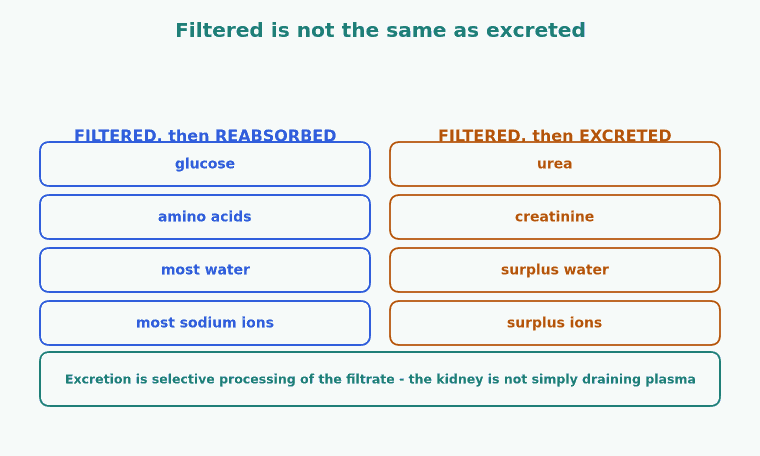 Filtered is not the same as excreted
FILTERED, then REABSORBED
glucose
amino acids
most water
most sodium ions
FILTERED, then EXCRETED
urea
creatinine
surplus water
surplus ions
Excretion is selective processing of the filtrate - the kidney is not simply draining plasma